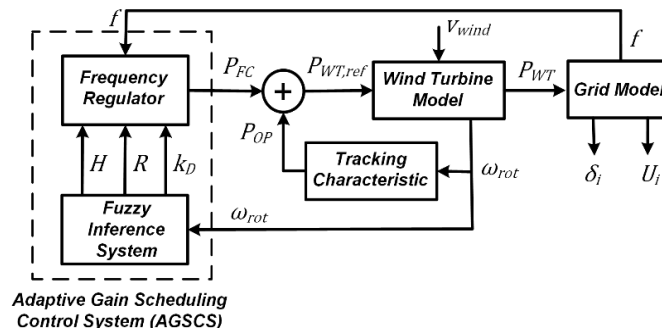 f
v_wind
f
Frequency
Regulator
P_FC
+
P_WT,ref
Wind Turbine
Model
P_WT
Grid Model
P_OP
H
R
k_D
Tracking
Characteristic
ω_rot
δ_i
U_i
Fuzzy
Inference
System
ω_rot
Adaptive Gain Scheduling
Control System (AGSCS)